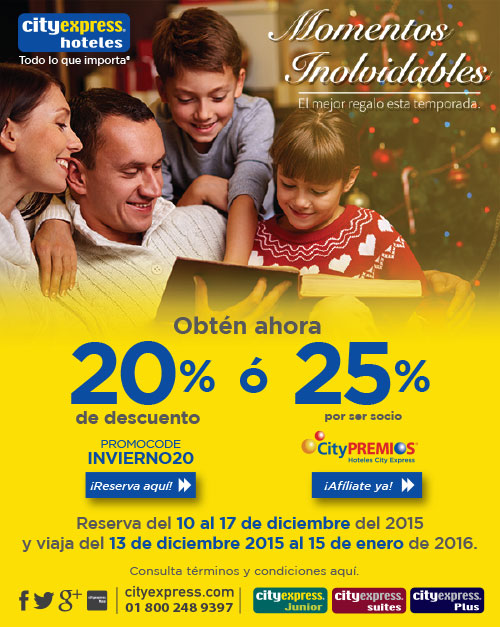 cityexpress.
hoteles
Todo lo que importa®
Momentos
Inolvidables
El mejor regalo esta temporada.
Obtén ahora
20% ó 25%
de descuento
por ser socio
PROMOCODE
INVIERNO20
CityPREMIOS
Hoteles City Express
¡Reserva aquí!
¡Afíliate ya!
Reserva del 10 al 17 de diciembre del 2015
y viaja del 13 de diciembre 2015 al 15 de enero de 2016.
Consulta términos y condiciones aquí.
cityexpress.com
01 800 248 9397
cityexpress.
Junior
cityexpress.
suites
cityexpress.
Plus